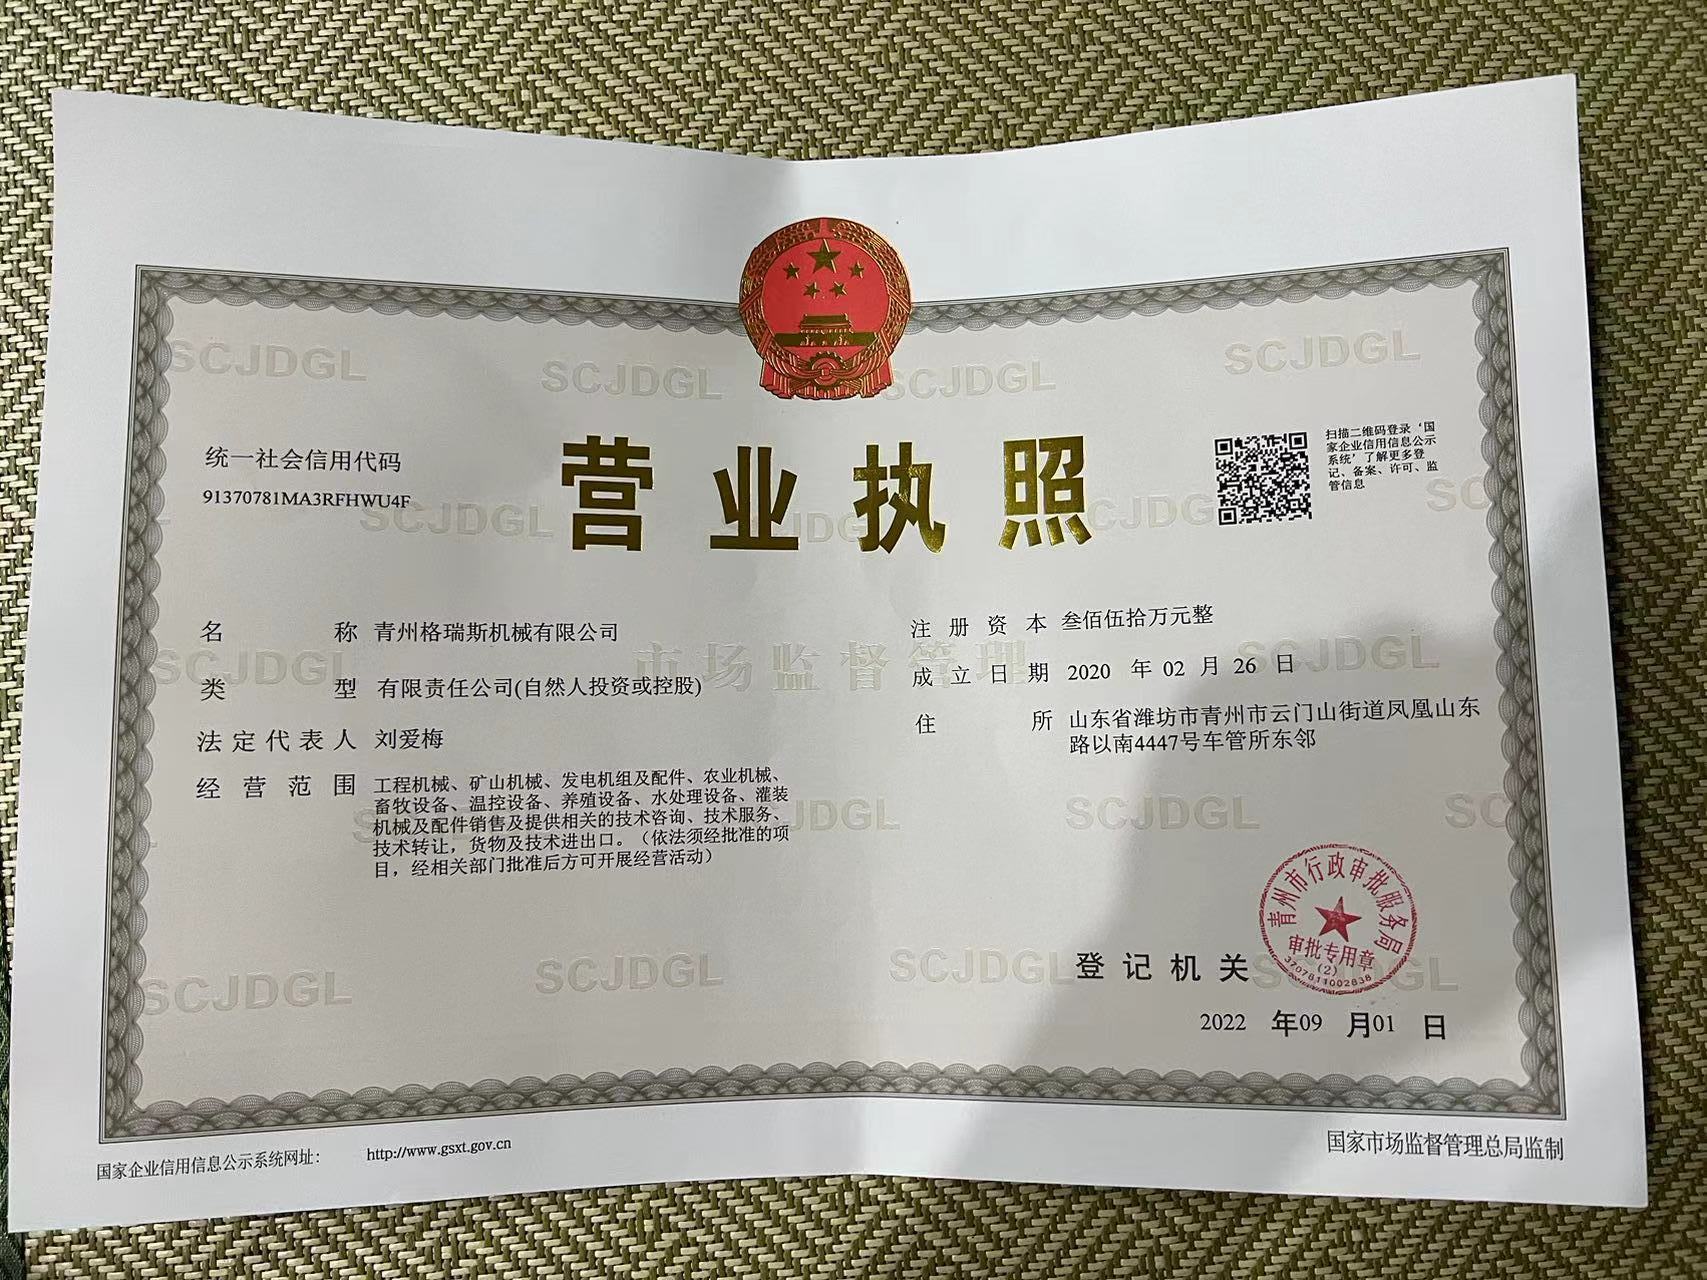 统一社会信用代码
91370781MA3RFHWU4F
营业执照
扫描二维码登录‘国
家企业信用信息公示
系统’了解更多登
记、备案、许可、监
管信息
名称 青州格瑞斯机械有限公司
类型 有限责任公司(自然人投资或控股)
法定代表人 刘爱梅
经营范围 工程机械、矿山机械、发电机组及配件、农业机械、
畜牧设备、温控设备、养殖设备、水处理设备、灌装
机械及配件销售及提供相关的技术咨询、技术服务、
技术转让，货物及技术进出口。（依法须经批准的项
目，经相关部门批准后方可开展经营活动）
注册资本 叁佰伍拾万元整
成立日期 2020 年 02 月 26 日
住所 山东省潍坊市青州市云门山街道凤凰山东
路以南4447号车管所东邻
市场监督管理
SCJDGL
登记机关
青州市行政审批服务局
审批专用章
(2)
3707811002838
2022 年09 月01 日
国家企业信用信息公示系统网址： http://www.gsxt.gov.cn
国家市场监督管理总局监制